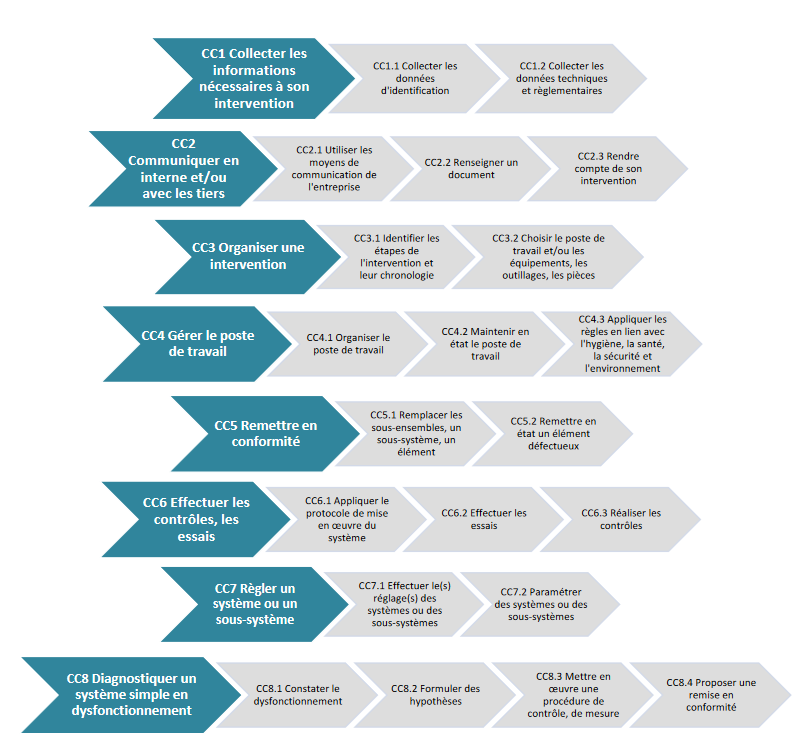 CC1 Collecter les
informations
nécessaires à son
intervention
CC1.1 Collecter les
données
d'identification
CC1.2 Collecter les
données techniques
et règlementaires
CC2
Communiquer en
interne et/ou
avec les tiers
CC2.1 Utiliser les
moyens de
communication de
l'entreprise
CC2.2 Renseigner un
document
CC2.3 Rendre
compte de son
intervention
CC3 Organiser une
intervention
CC3.1 Identifier les
étapes de
l'intervention et
leur chronologie
CC3.2 Choisir le poste de
travail et/ou les
équipements, les
outillages, les pièces
CC4 Gérer le poste
de travail
CC4.1 Organiser le
poste de travail
CC4.2 Maintenir en
état le poste de
travail
CC4.3 Appliquer les
règles en lien avec
l'hygiène, la santé,
la sécurité et
l'environnement
CC5 Remettre en
conformité
CC5.1 Remplacer les
sous-ensembles, un
sous-système, un
élément
CC5.2 Remettre en
état un élément
défectueux
CC6 Effectuer les
contrôles, les
essais
CC6.1 Appliquer le
protocole de mise
en œuvre du
système
CC6.2 Effectuer les
essais
CC6.3 Réaliser les
contrôles
CC7 Règler un
système ou un
sous-système
CC7.1 Effectuer le(s)
réglage(s) des
systèmes ou des
sous-systèmes
CC7.2 Paramétrer
des systèmes ou des
sous-systèmes
CC8 Diagnostiquer un
système simple en
dysfonctionnement
CC8.1 Constater le
dysfonctionnement
CC8.2 Formuler des
hypothèses
CC8.3 Mettre en
œuvre une
procédure de
contrôle, de mesure
CC8.4 Proposer une
remise en
conformité